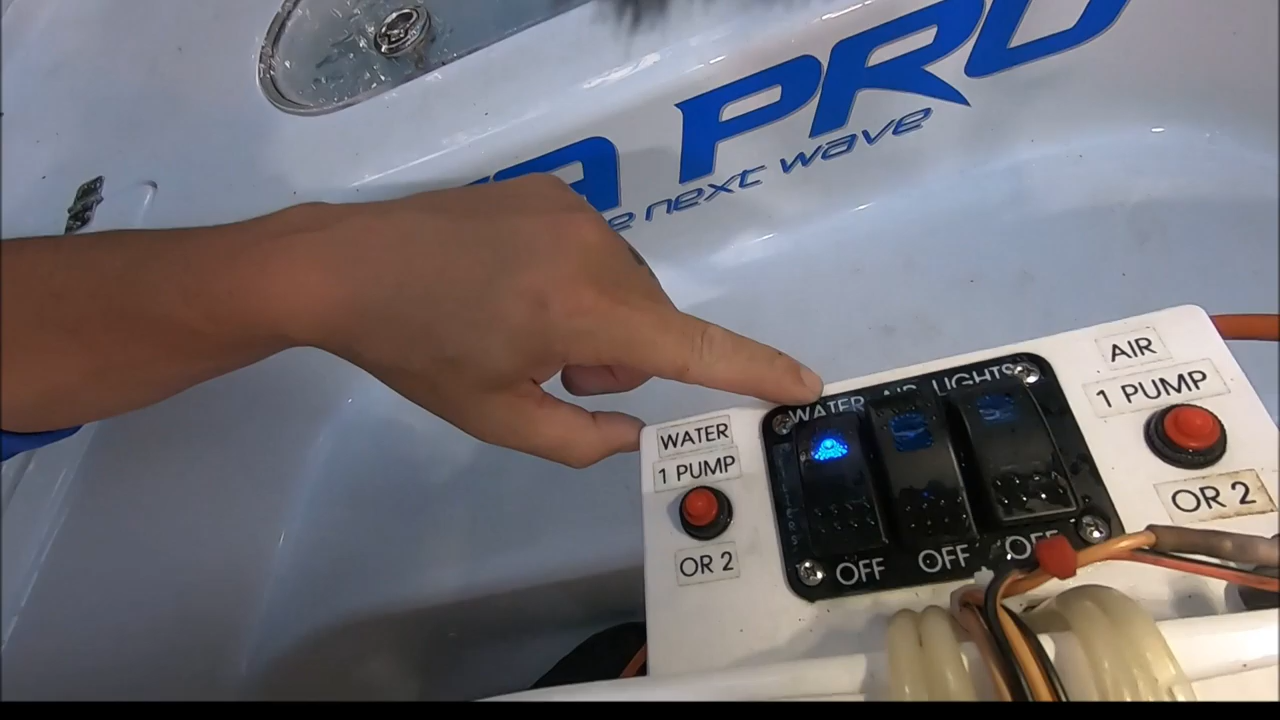 PRO
next wave
WATER AIR LIGHTS
OFF OFF OFF
WATER
1 PUMP
OR 2
AIR
1 PUMP
OR 2